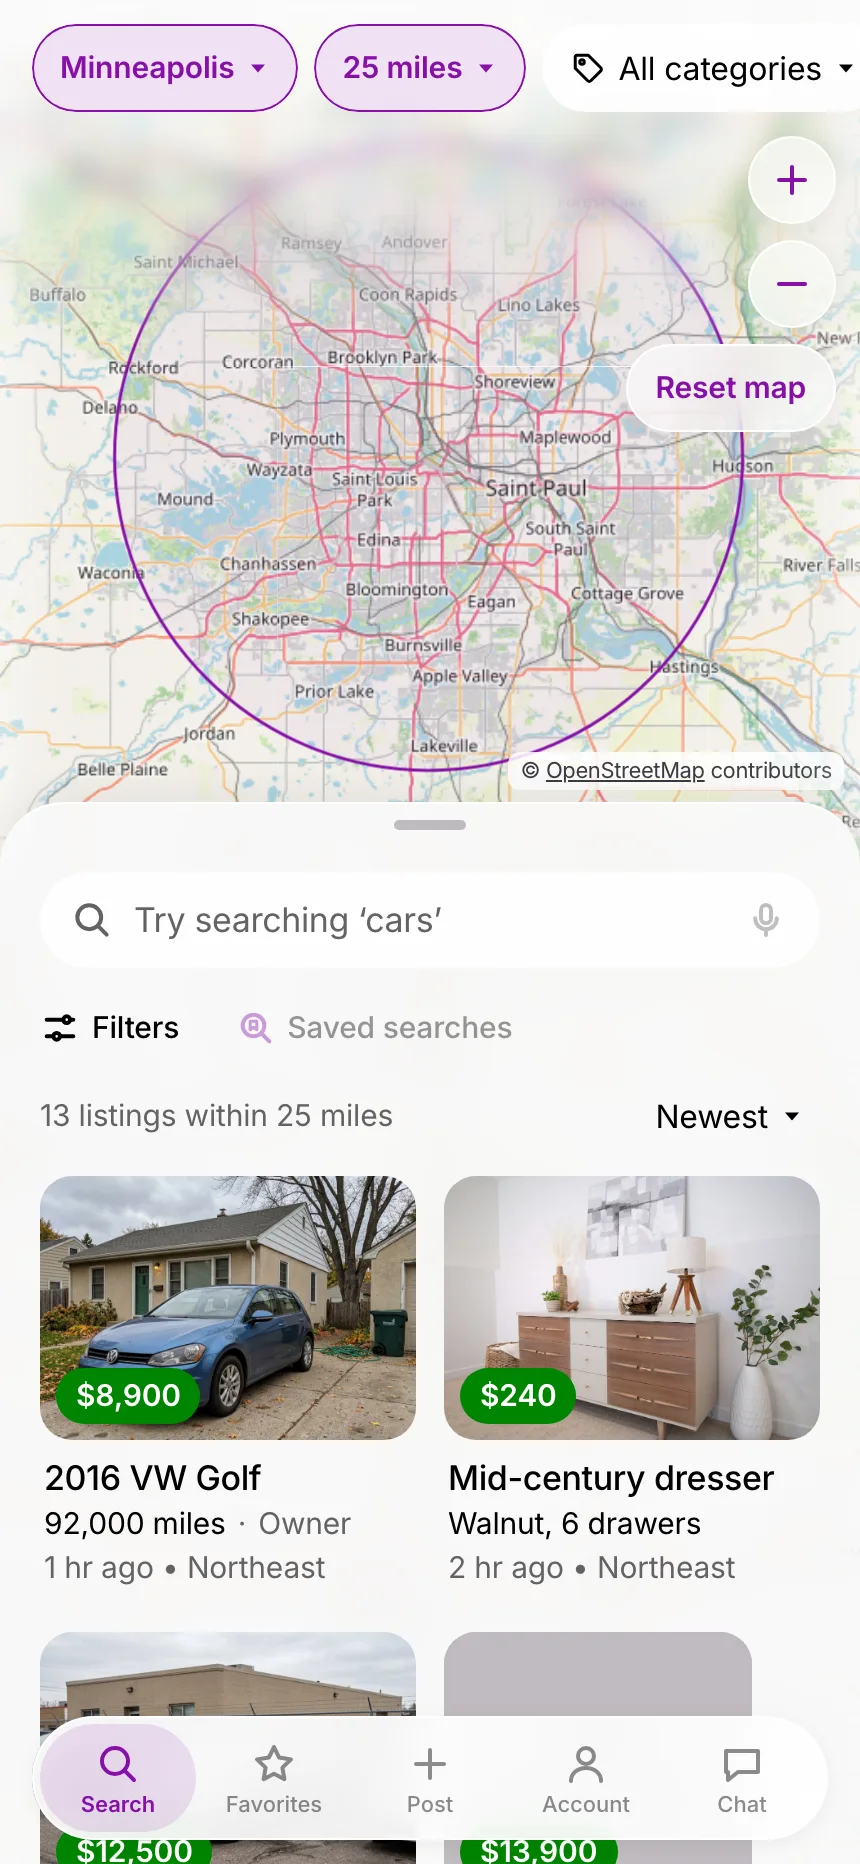 Minneapolis
25 miles
All categories
Forest Lake
Ramsey
Andover
Saint Michael
Buffalo
Coon Rapids
Lino Lakes
New
Rockford
Corcoran
Brooklyn Park
Shoreview
Reset map
Delano
Plymouth
Maplewood
Wayzata
Saint Louis
Park
Hudson
Mound
Saint Paul
South Saint
Paul
Edina
Chanhassen
Waconia
River Falls
Bloomington
Eagan
Cottage Grove
Shakopee
Burnsville
Apple Valley
Hastings
Prior Lake
Jordan
Lakeville
Belle Plaine
© OpenStreetMap contributors
Re
Try searching ‘cars’
Filters
Saved searches
13 listings within 25 miles
Newest
$8,900
$240
2016 VW Golf
92,000 miles · Owner
1 hr ago • Northeast
Mid-century dresser
Walnut, 6 drawers
2 hr ago • Northeast
Search
Favorites
Post
Account
Chat
$12,500
$13,900